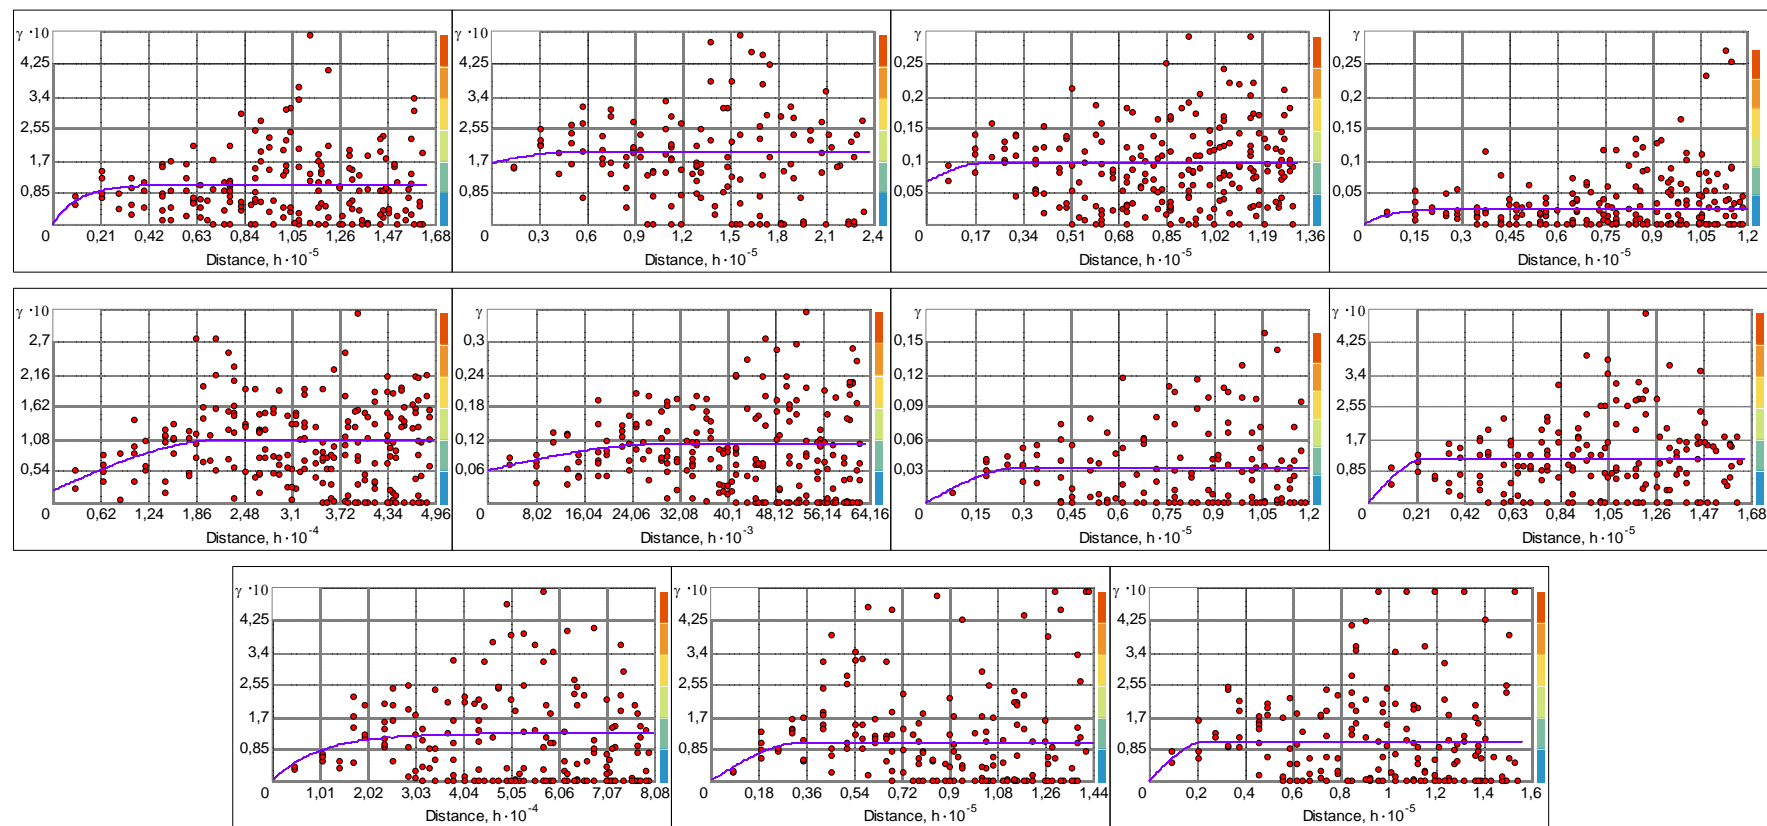 γ · 10
4,25
3,4
2,55
1,7
0,85
0 0,21 0,42 0,63 0,84 1,05 1,26 1,47 1,68
Distance, h · 10⁻⁵
γ · 10
4,25
3,4
2,55
1,7
0,85
0 0,3 0,6 0,9 1,2 1,5 1,8 2,1 2,4
Distance, h · 10⁻⁵
γ
0,25
0,2
0,15
0,1
0,05
0 0,17 0,34 0,51 0,68 0,85 1,02 1,19 1,36
Distance, h · 10⁻⁵
γ
0,25
0,2
0,15
0,1
0,05
0 0,15 0,3 0,45 0,6 0,75 0,9 1,05 1,2
Distance, h · 10⁻⁵
γ · 10
2,7
2,16
1,62
1,08
0,54
0 0,62 1,24 1,86 2,48 3,1 3,72 4,34 4,96
Distance, h · 10⁻⁴
γ
0,3
0,24
0,18
0,12
0,06
0 8,02 16,04 24,06 32,08 40,1 48,12 56,14 64,16
Distance, h · 10⁻³
γ
0,15
0,12
0,09
0,06
0,03
0 0,15 0,3 0,45 0,6 0,75 0,9 1,05 1,2
Distance, h · 10⁻⁵
γ · 10
4,25
3,4
2,55
1,7
0,85
0 0,21 0,42 0,63 0,84 1,05 1,26 1,47 1,68
Distance, h · 10⁻⁵
γ · 10
4,25
3,4
2,55
1,7
0,85
0 1,01 2,02 3,03 4,04 5,05 6,06 7,07 8,08
Distance, h · 10⁻⁴
γ · 10
4,25
3,4
2,55
1,7
0,85
0 0,18 0,36 0,54 0,72 0,9 1,08 1,26 1,44
Distance, h · 10⁻⁵
γ · 10
4,25
3,4
2,55
1,7
0,85
0 0,2 0,4 0,6 0,8 1 1,2 1,4 1,6
Distance, h · 10⁻⁵